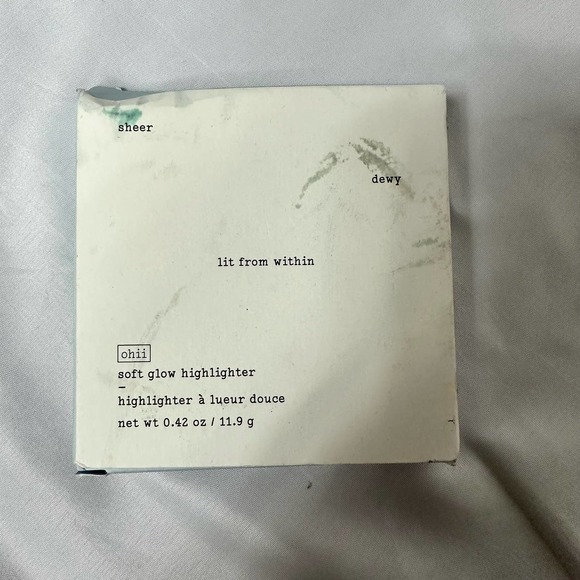 sheer
dewy
lit from within
ohii
soft glow highlighter
–
highlighter à lueur douce
net wt 0.42 oz / 11.9 g